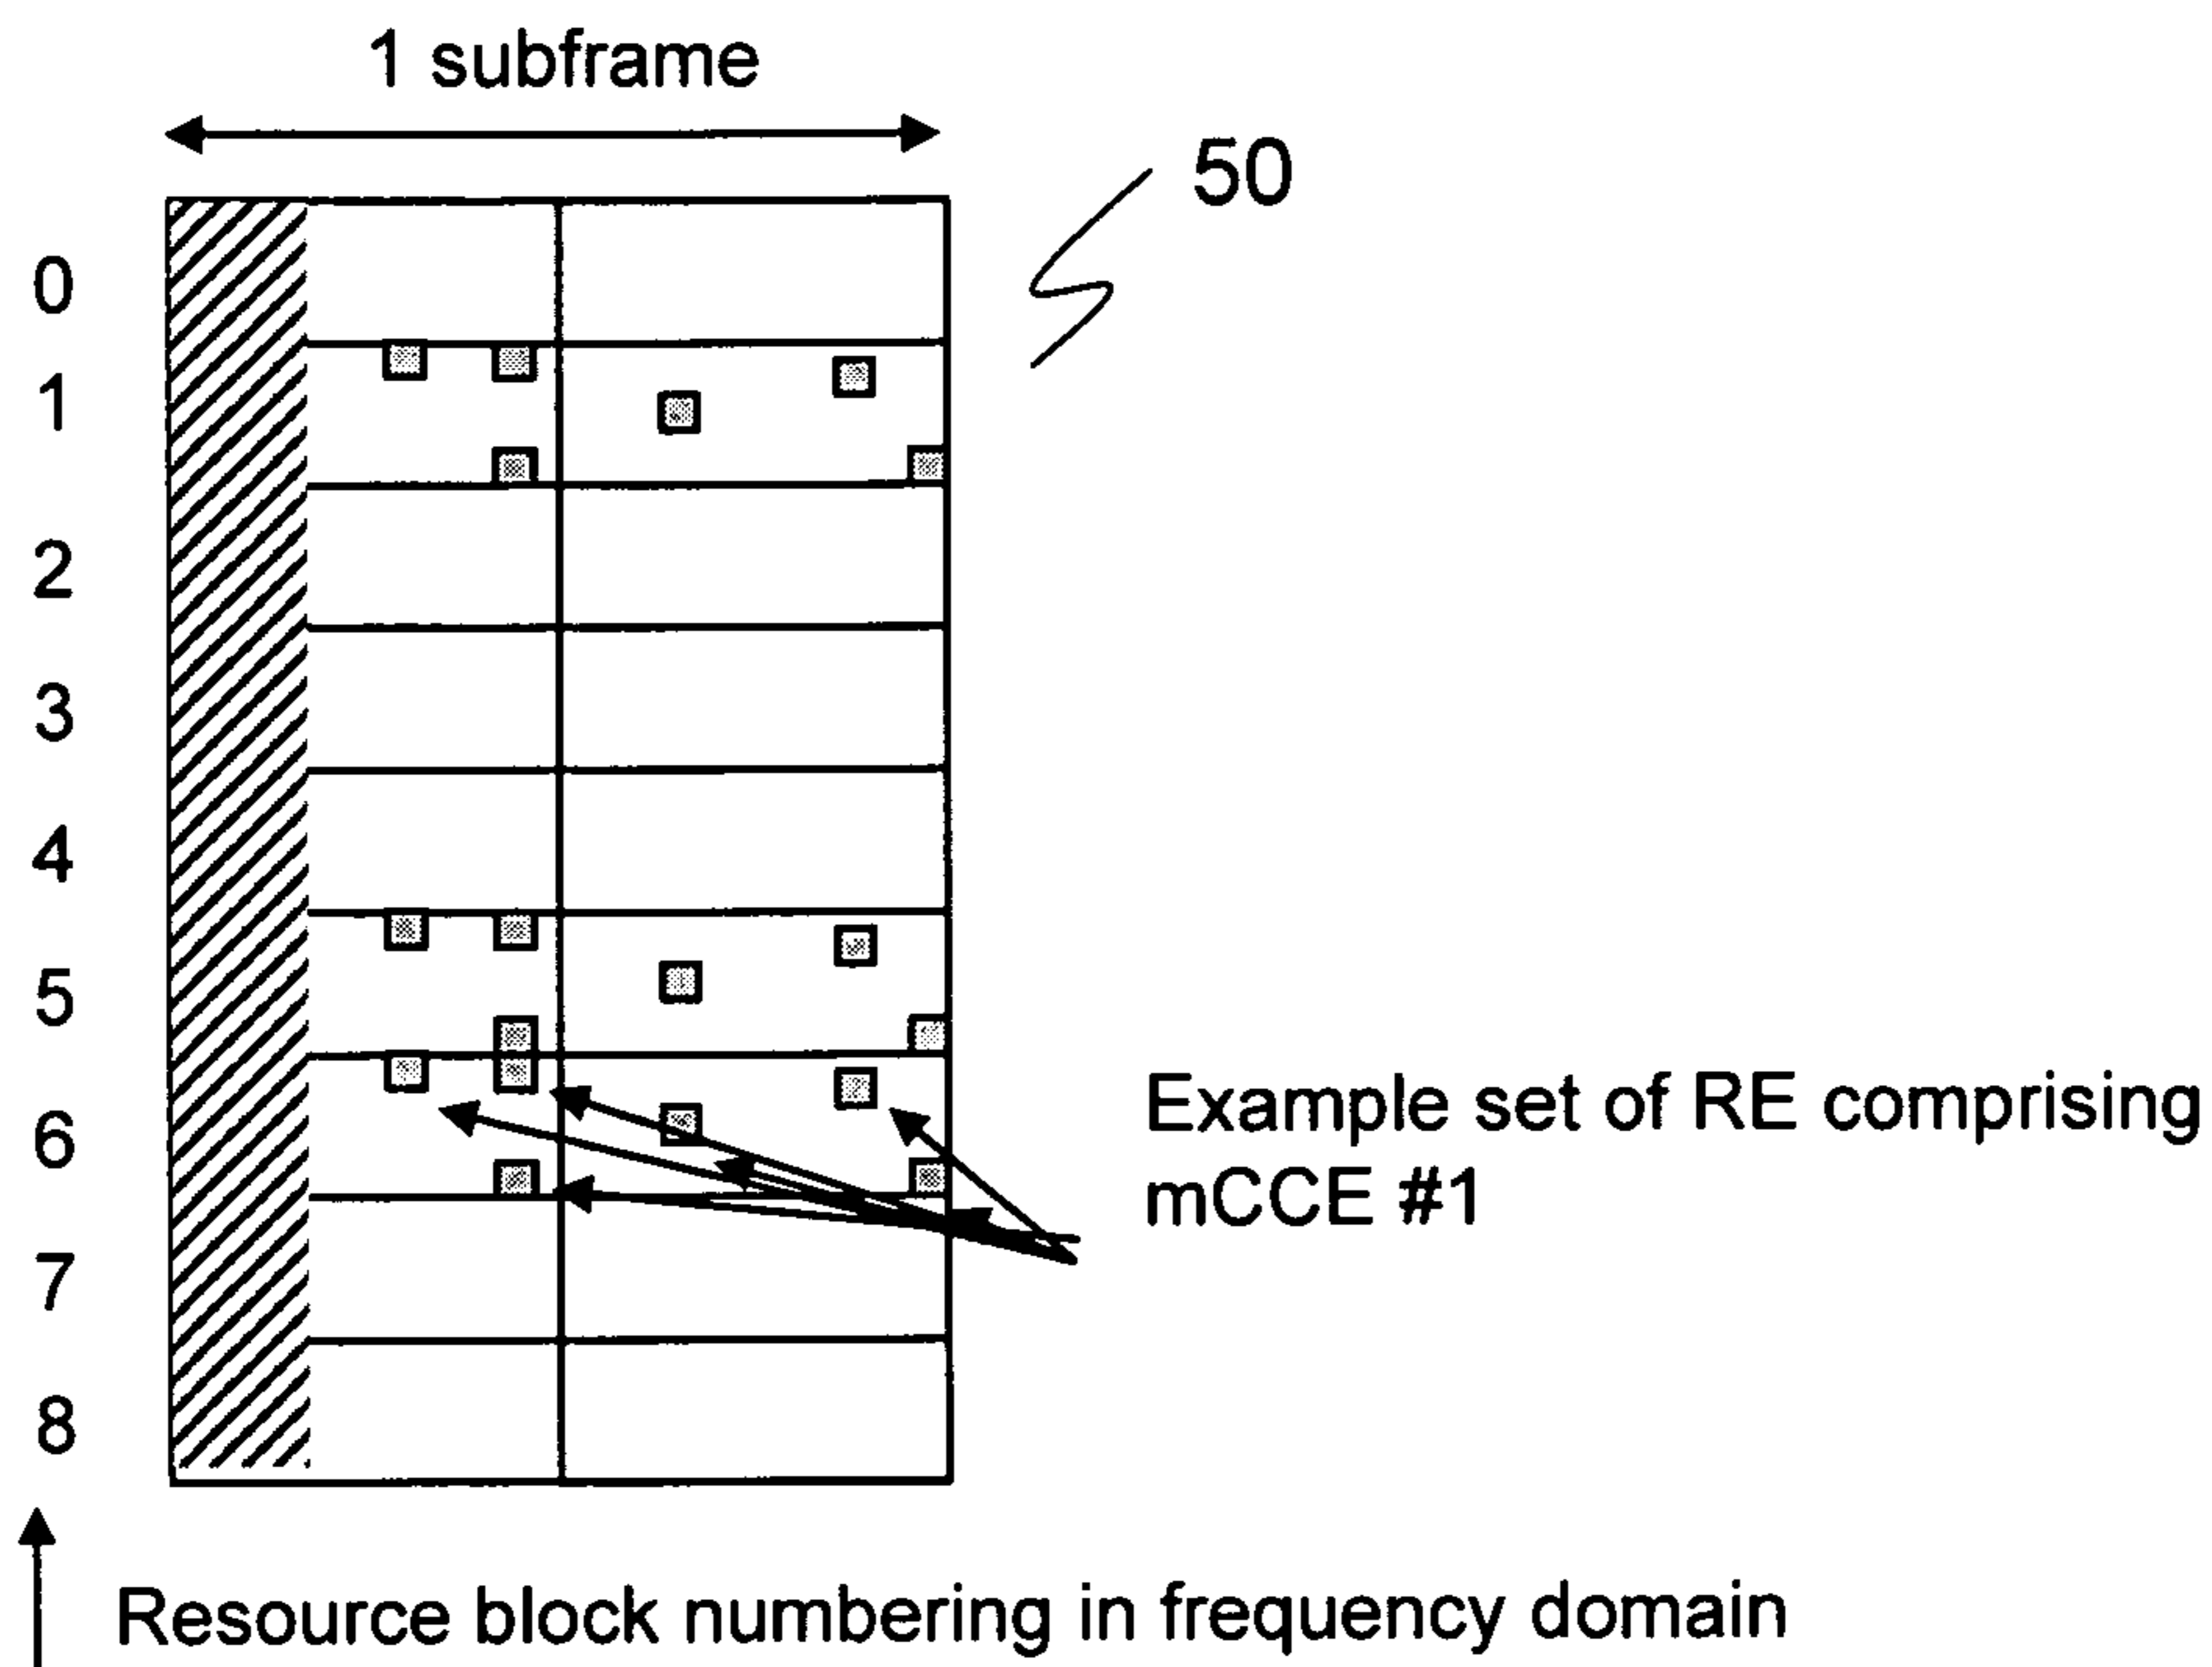 1 subframe
50
0
1
2
3
4
5
6
7
8
Example set of RE comprising
mCCE #1
Resource block numbering in frequency domain